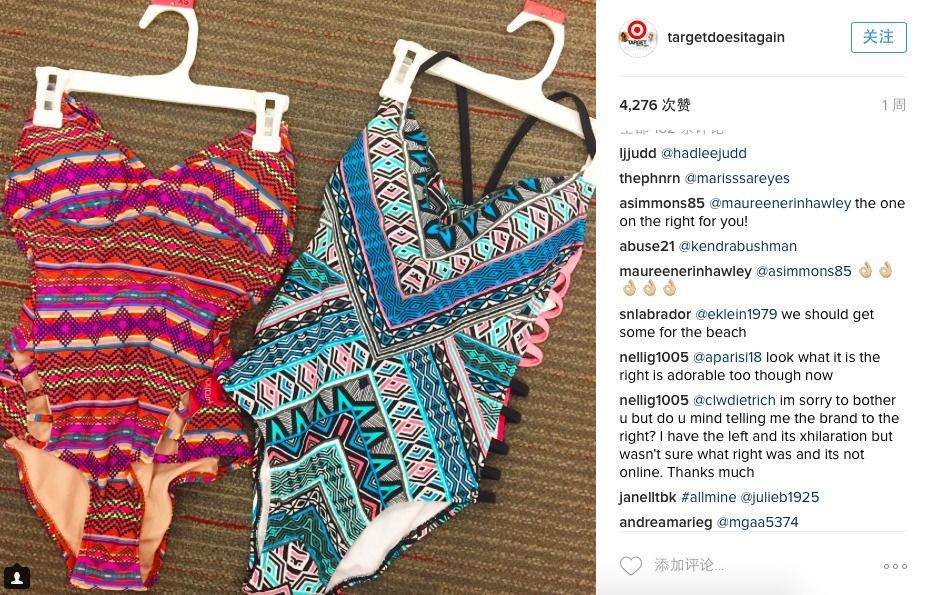 targetdoesitagain
关注
4,276 次赞
1 周
ljjudd @hadleejudd
thephnrn @marisssareyes
asimmons85 @maureenerinhawley the one
on the right for you!
abuse21 @kendrabushman
maureenerinhawley @asimmons85 👌🏼👌🏼
👌🏼👌🏼👌🏼
snlabrador @eklein1979 we should get
some for the beach
nellig1005 @aparisi18 look what it is the
right is adorable too though now
nellig1005 @clwdietrich im sorry to bother
u but do u mind telling me the brand to the
right? I have the left and its xhilaration but
wasn't sure what right was and its not
online. Thanks much
janelltbk #allmine @julieb1925
andreamarieg @mgaa5374
添加评论...